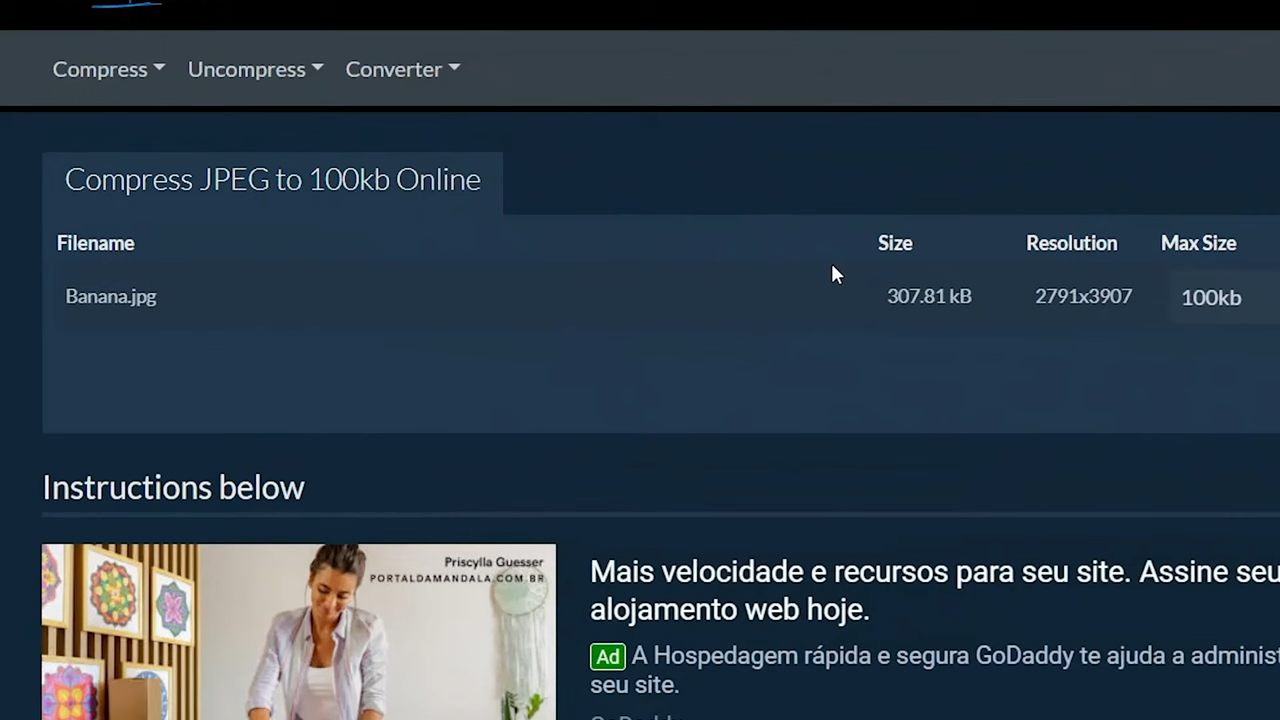 Compress Uncompress Converter
Compress JPEG to 100kb Online
Filename Size Resolution Max Size
Banana.jpg 307.81 kB 2791x3907 100kb
Instructions below
Priscylla Guesser
PORTALDAMANDALA.COM.BR
Mais velocidade e recursos para seu site. Assine seu
alojamento web hoje.
Ad A Hospedagem rápida e segura GoDaddy te ajuda a administ
seu site.